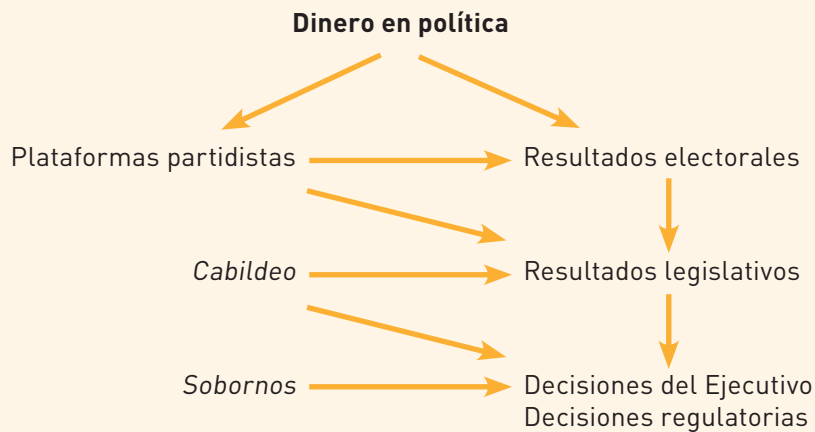 Dinero en política
Plataformas partidistas
Resultados electorales
Cabildeo
Resultados legislativos
Sobornos
Decisiones del Ejecutivo
Decisiones regulatorias